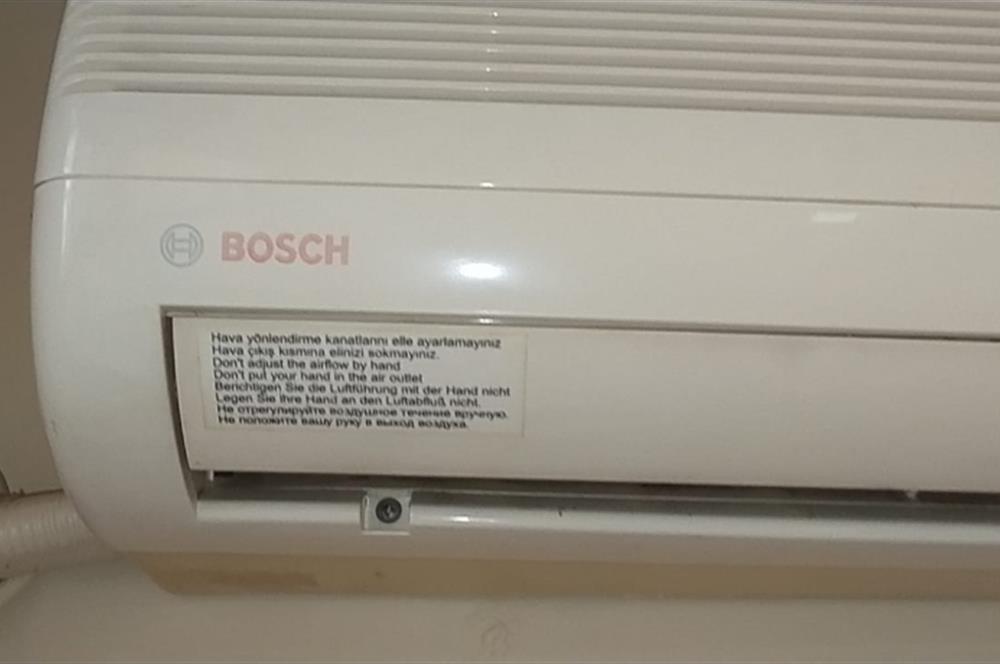 BOSCH
Hava yönlendirme kanatlarını elle ayarlamayınız
Hava çıkış kısmına elinizi sokmayınız.
Don't adjust the airflow by hand
Don't put your hand in the air outlet
Berichtigen Sie die Luftführung mit der Hand nicht
Legen Sie Ihre Hand an den Luftabfluß nicht.
Не отрегулируйте воздушное течение вручную.
Не положите вашу руку в выход воздуха.